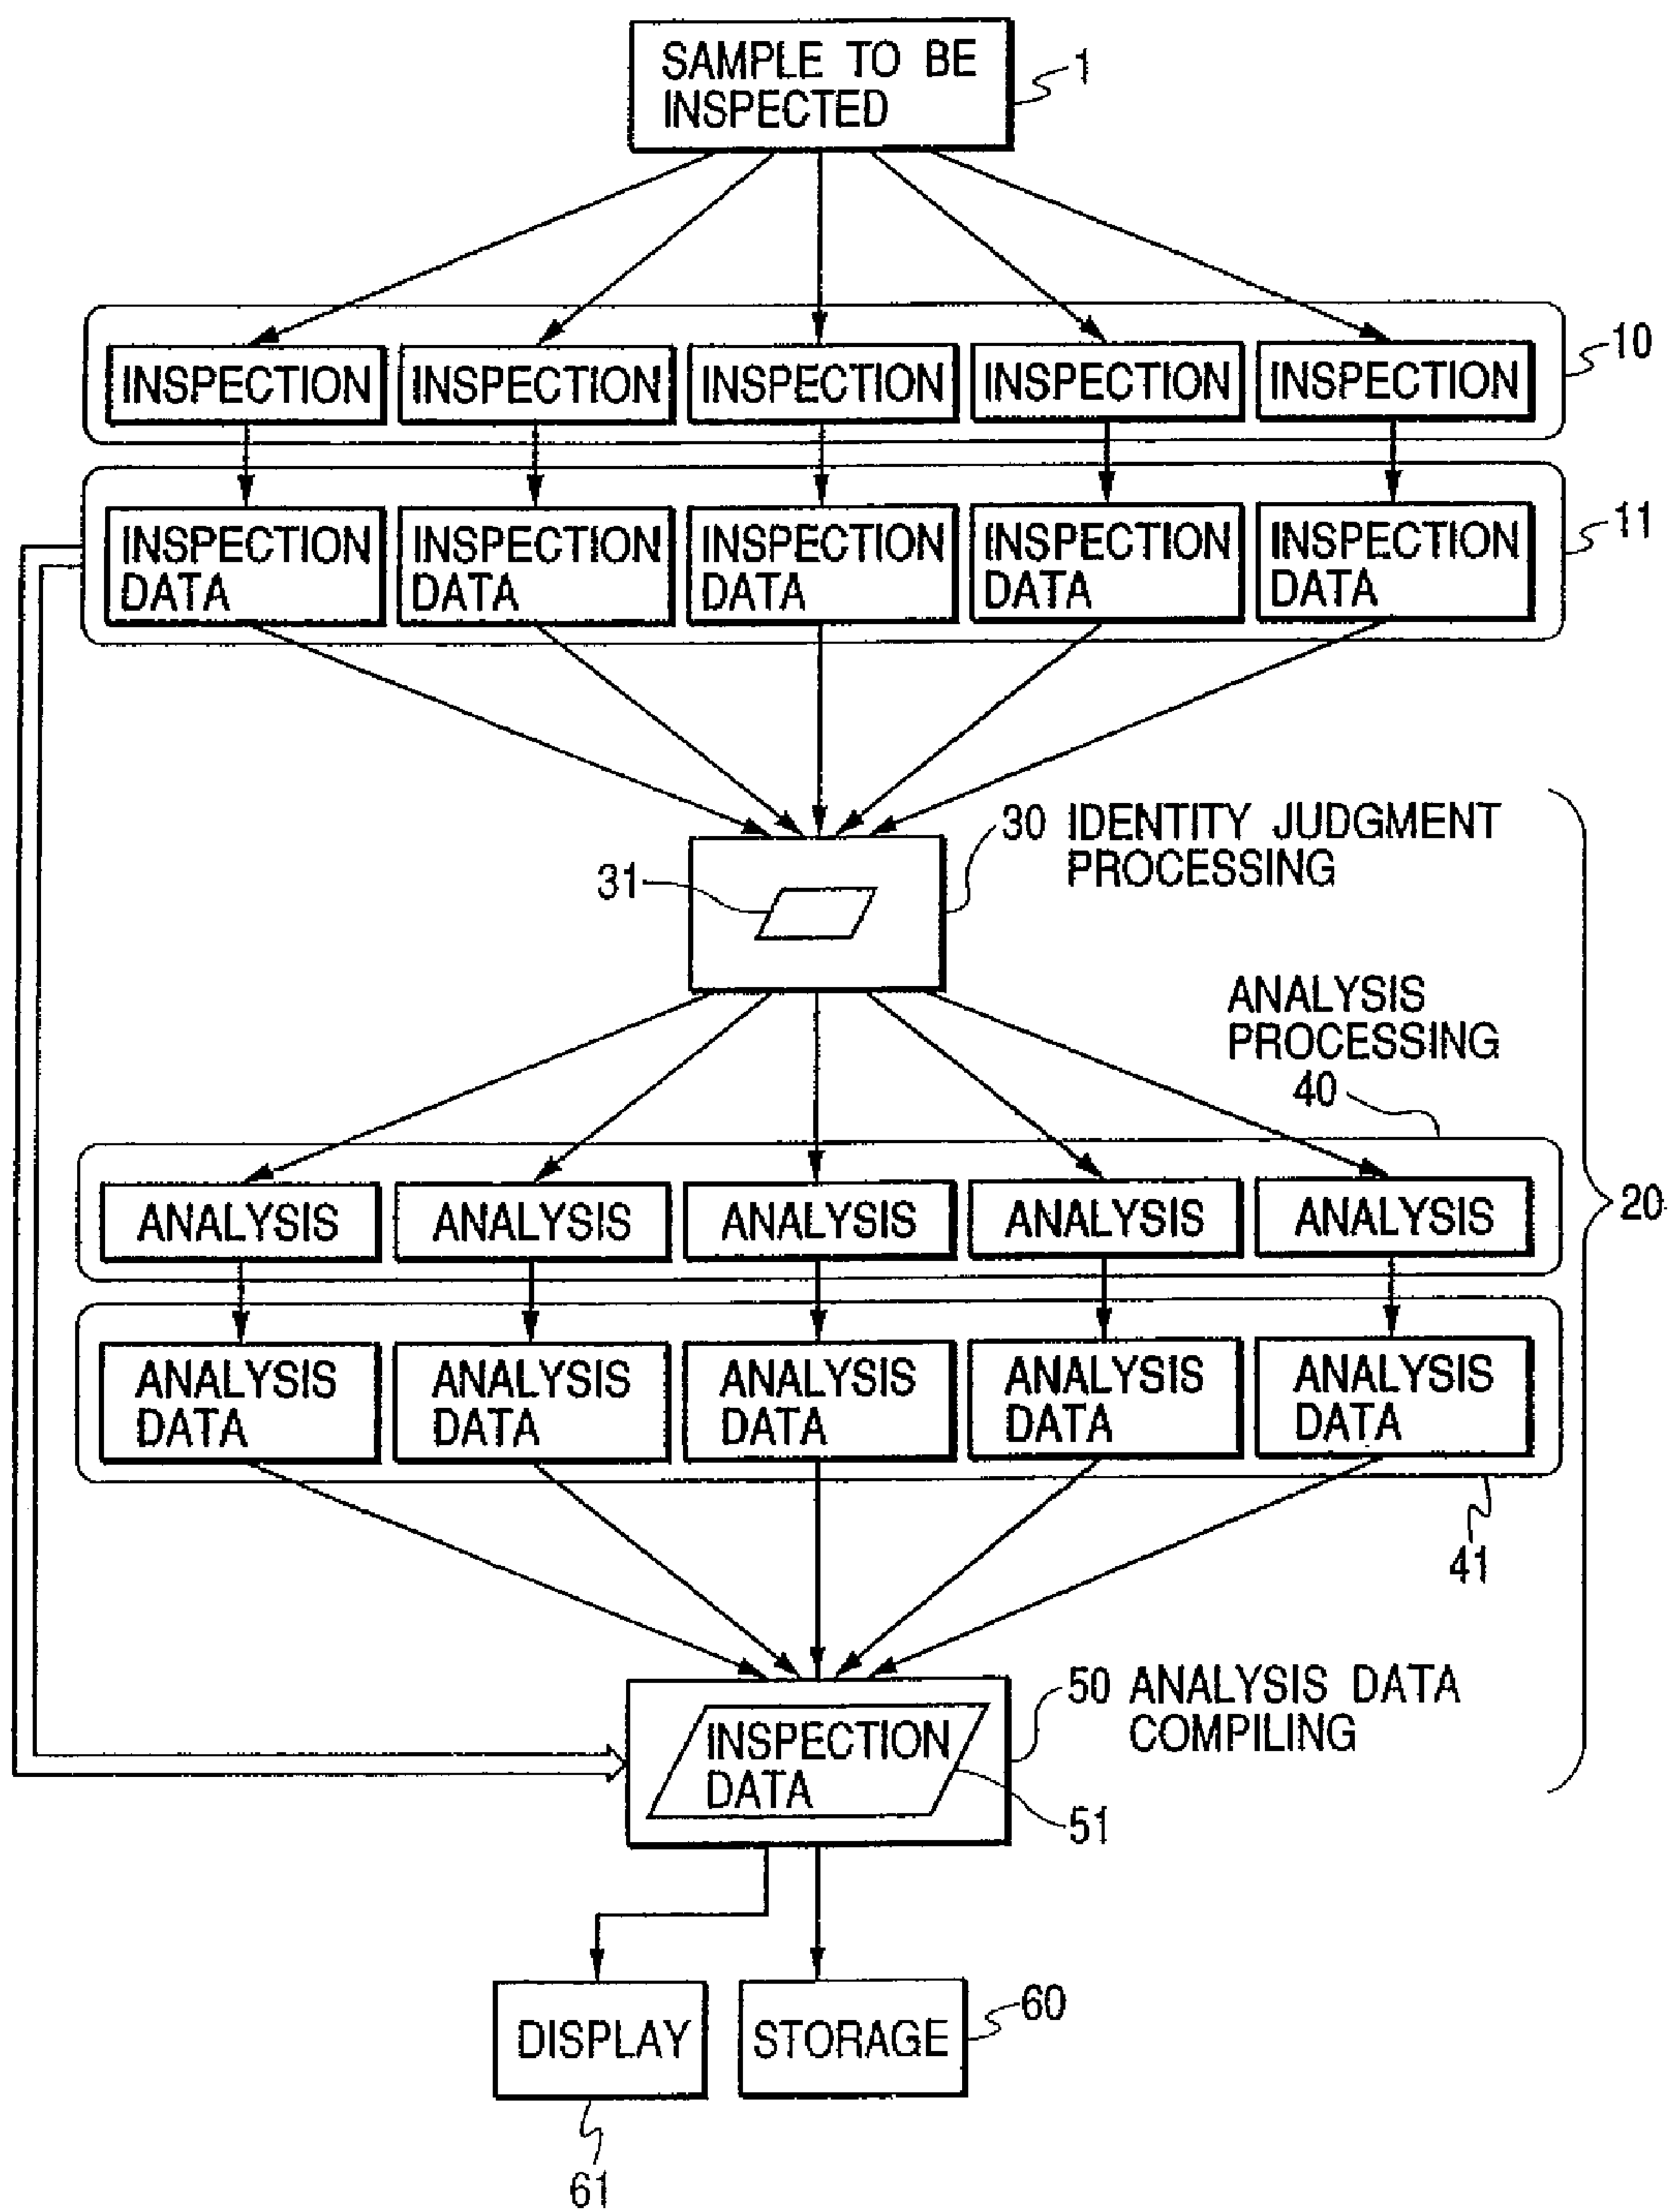 SAMPLE TO BE
INSPECTED
1
INSPECTION INSPECTION INSPECTION INSPECTION INSPECTION
10
INSPECTION DATA
INSPECTION DATA
INSPECTION DATA
INSPECTION DATA
INSPECTION DATA
11
30 IDENTITY JUDGMENT
PROCESSING
31
ANALYSIS
PROCESSING
40
ANALYSIS ANALYSIS ANALYSIS ANALYSIS ANALYSIS
20
ANALYSIS DATA
ANALYSIS DATA
ANALYSIS DATA
ANALYSIS DATA
ANALYSIS DATA
41
50 ANALYSIS DATA
COMPILING
INSPECTION
DATA
51
DISPLAY
STORAGE
60
61